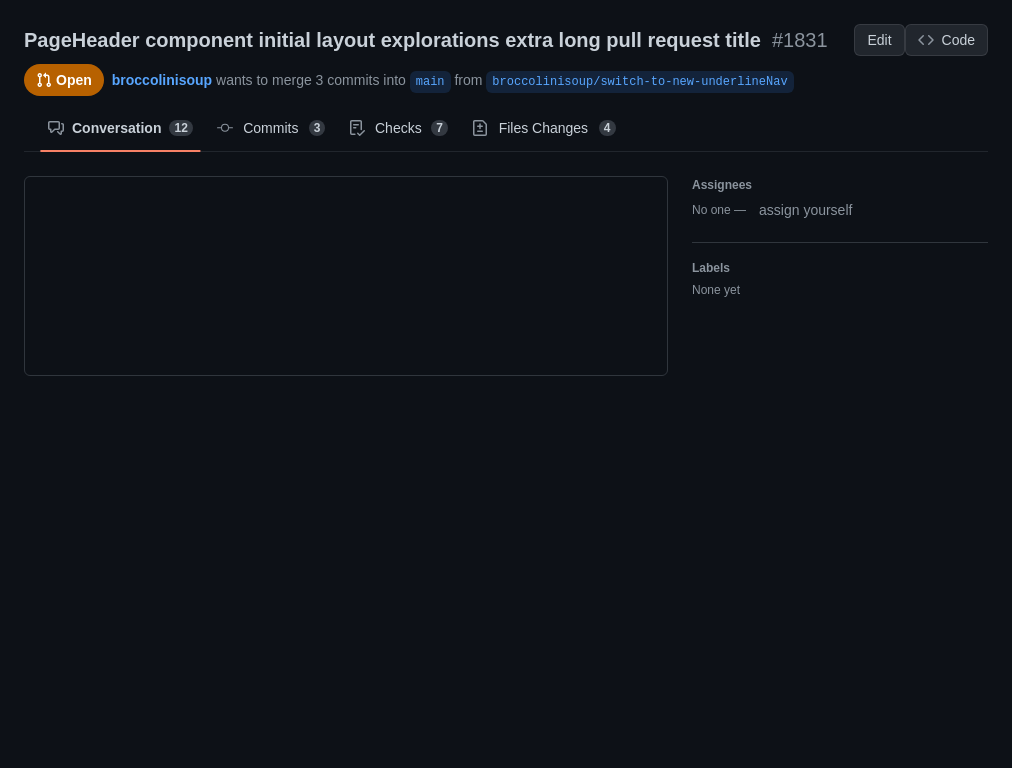 PageHeader component initial layout explorations extra long pull request title #1831 Edit Code
Open broccolinisoup wants to merge 3 commits into main from broccolinisoup/switch-to-new-underlineNav
Conversation 12 Commits 3 Checks 7 Files Changes 4
Assignees
No one — assign yourself
Labels
None yet